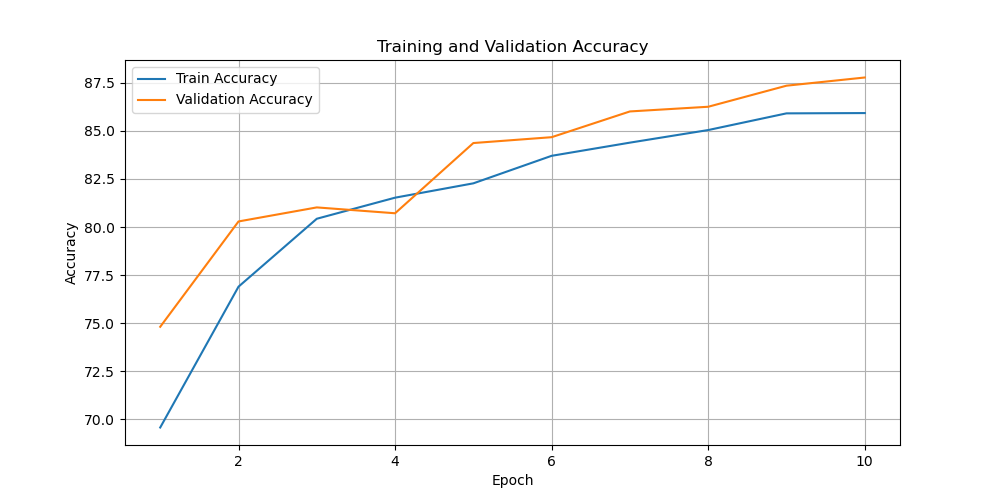 Training and Validation Accuracy
Train Accuracy
Validation Accuracy
87.5
85.0
82.5
80.0
77.5
75.0
72.5
70.0
Accuracy
2 4 6 8 10
Epoch